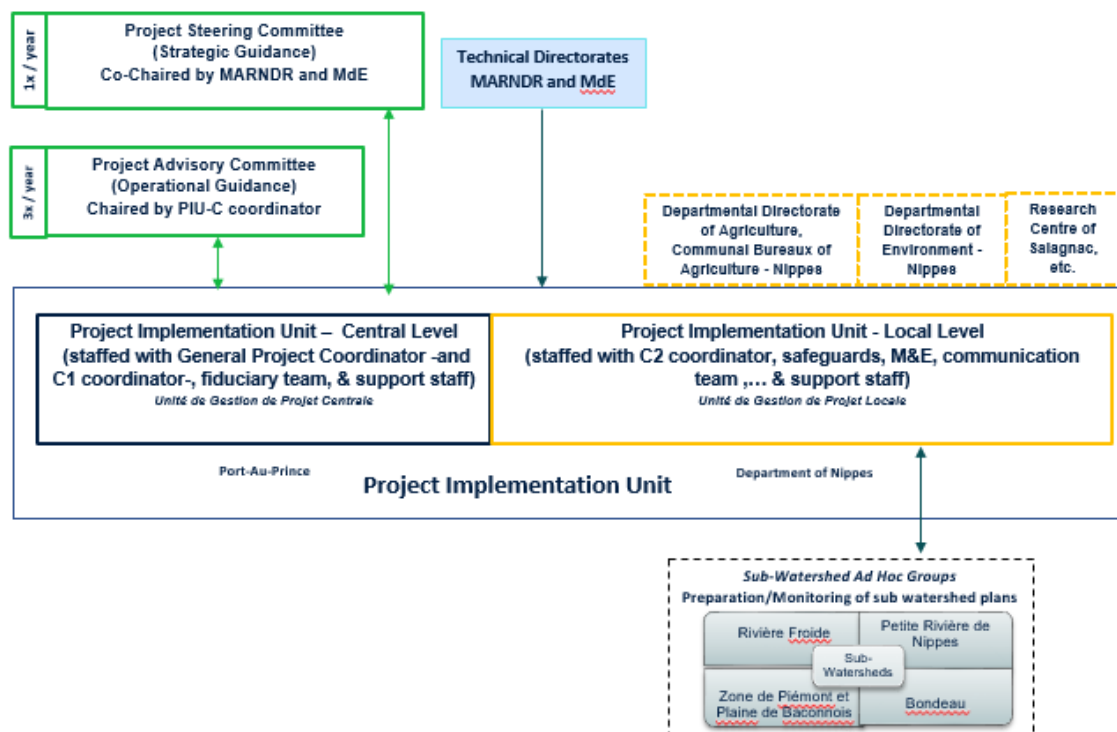 1x / year
Project Steering Committee
(Strategic Guidance)
Co-Chaired by MARNDR and MdE
Technical Directorates
MARNDR and MdE
3x / year
Project Advisory Committee
(Operational Guidance)
Chaired by PIU-C coordinator
Departmental Directorate
of Agriculture,
Communal Bureaux of
Agriculture - Nippes
Departmental
Directorate of
Environment -
Nippes
Research
Centre of
Salagnac,
etc.
Project Implementation Unit – Central Level
(staffed with General Project Coordinator -and
C1 coordinator-, fiduciary team, & support staff)
Unité de Gestion de Projet Centrale
Project Implementation Unit - Local Level
(staffed with C2 coordinator, safeguards, M&E, communication
team ,... & support staff)
Unité de Gestion de Projet Locale
Port-Au-Prince
Department of Nippes
Project Implementation Unit
Sub-Watershed Ad Hoc Groups
Preparation/Monitoring of sub watershed plans
Rivière Froide
Petite Rivière de
Nippes
Sub-
Watersheds
Zone de Piémont et
Plaine de Baconnois
Bondeau